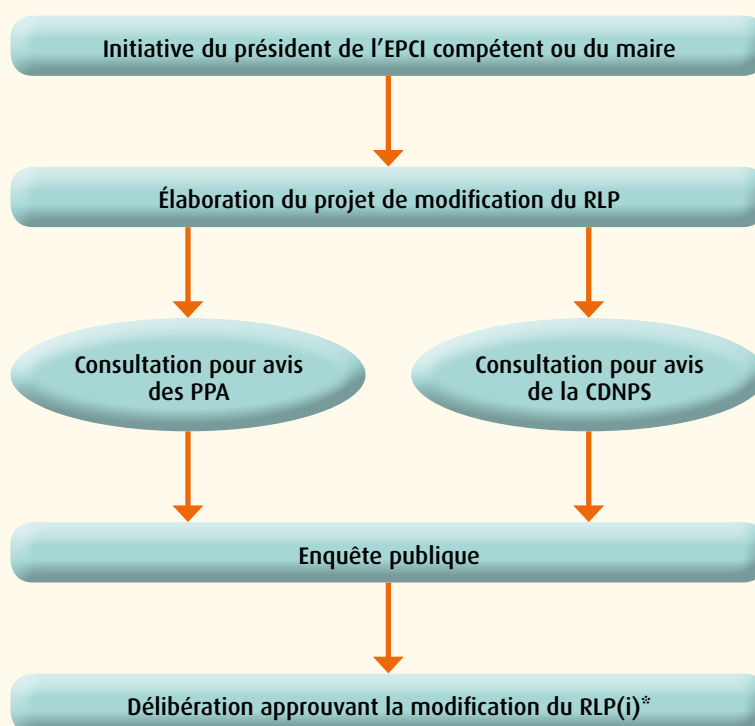 Initiative du président de l’EPCI compétent ou du maire
Élaboration du projet de modification du RLP
Consultation pour avis
des PPA
Consultation pour avis
de la CDNPS
Enquête publique
Délibération approuvant la modification du RLP(i)*